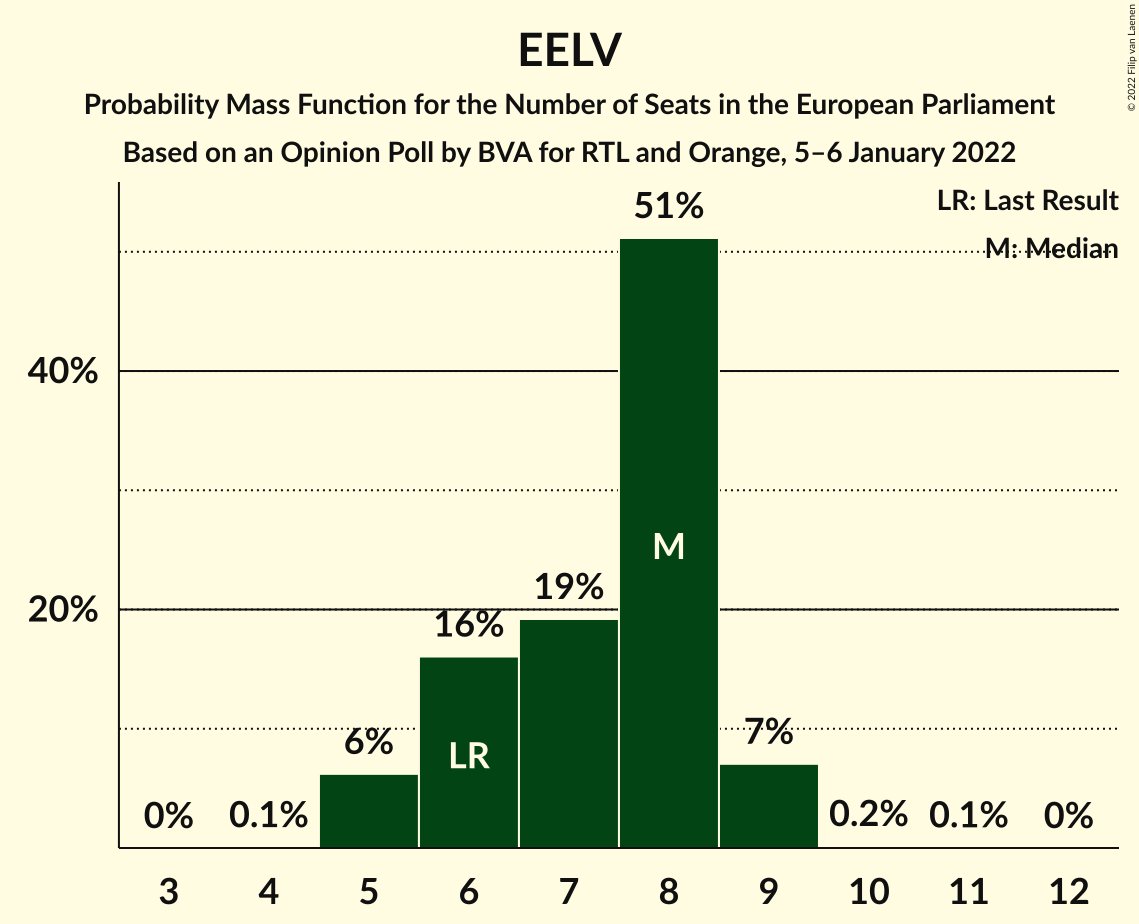 EELV
Probability Mass Function for the Number of Seats in the European Parliament
Based on an Opinion Poll by BVA for RTL and Orange, 5–6 January 2022
© 2022 Filip van Laenen
LR: Last Result
M: Median
51%
40%
M
19%
20%
16%
LR
6%
7%
0%
0.1%
0.2%
0.1%
0%
3 4 5 6 7 8 9 10 11 12